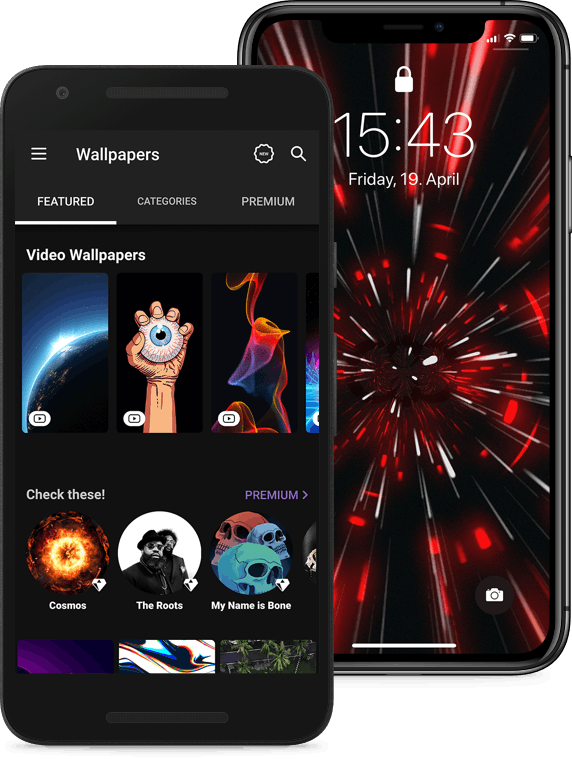 Wallpapers
NEW
FEATURED CATEGORIES PREMIUM
Video Wallpapers
Check these!
PREMIUM >
Cosmos
The Roots
My Name is Bone
15:43
Friday, 19. April